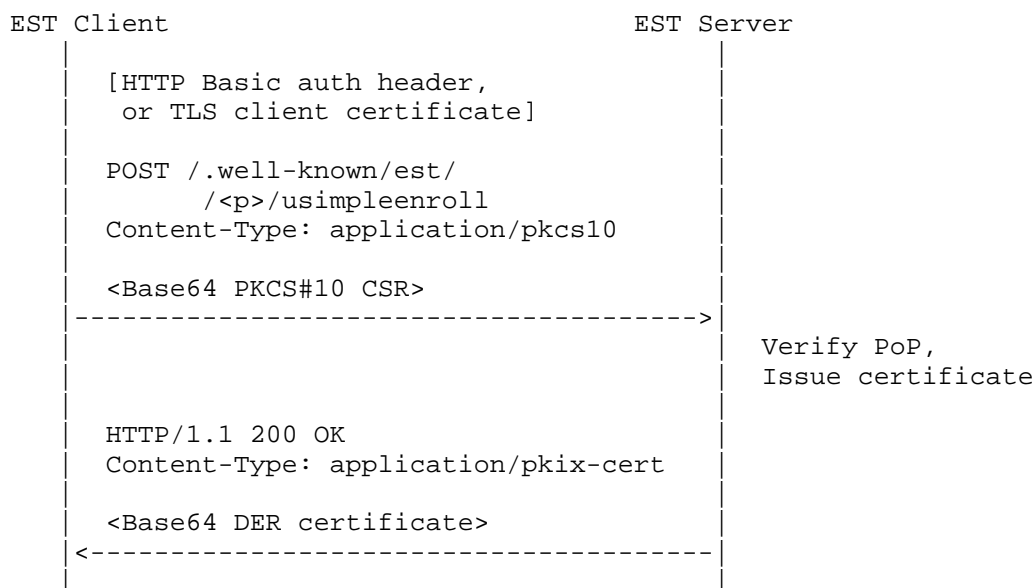 EST Client EST Server
[HTTP Basic auth header,
or TLS client certificate]
POST /.well-known/est/
/<p>/usimpleenroll
Content-Type: application/pkcs10
<Base64 PKCS#10 CSR>
Verify PoP,
Issue certificate
HTTP/1.1 200 OK
Content-Type: application/pkix-cert
<Base64 DER certificate>